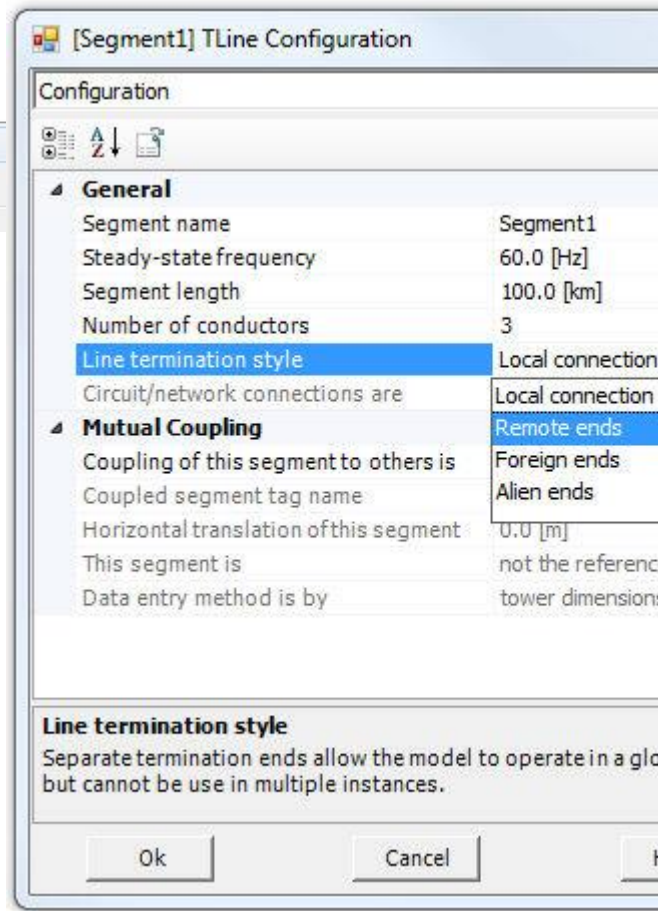 [Segment1] TLine Configuration
Configuration
General
Segment name Segment1
Steady-state frequency 60.0 [Hz]
Segment length 100.0 [km]
Number of conductors 3
Line termination style Local connection
Circuit/network connections are Local connection
Remote ends
Mutual Coupling
Coupling of this segment to others is Foreign ends
Coupled segment tag name Alien ends
Horizontal translation of this segment 0.0 [m]
This segment is not the referenc
Data entry method is by tower dimensions
Line termination style
Separate termination ends allow the model to operate in a glo
but cannot be use in multiple instances.
Ok Cancel